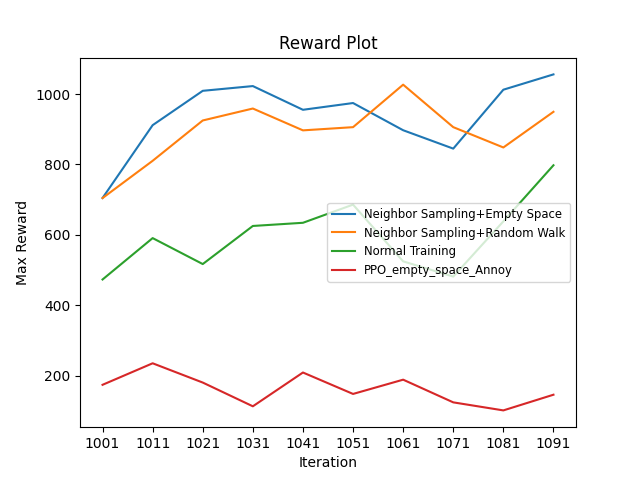 Reward Plot
Max Reward
1000
800
600
400
200
Neighbor Sampling+Empty Space
Neighbor Sampling+Random Walk
Normal Training
PPO_empty_space_Annoy
1001 1011 1021 1031 1041 1051 1061 1071 1081 1091
Iteration